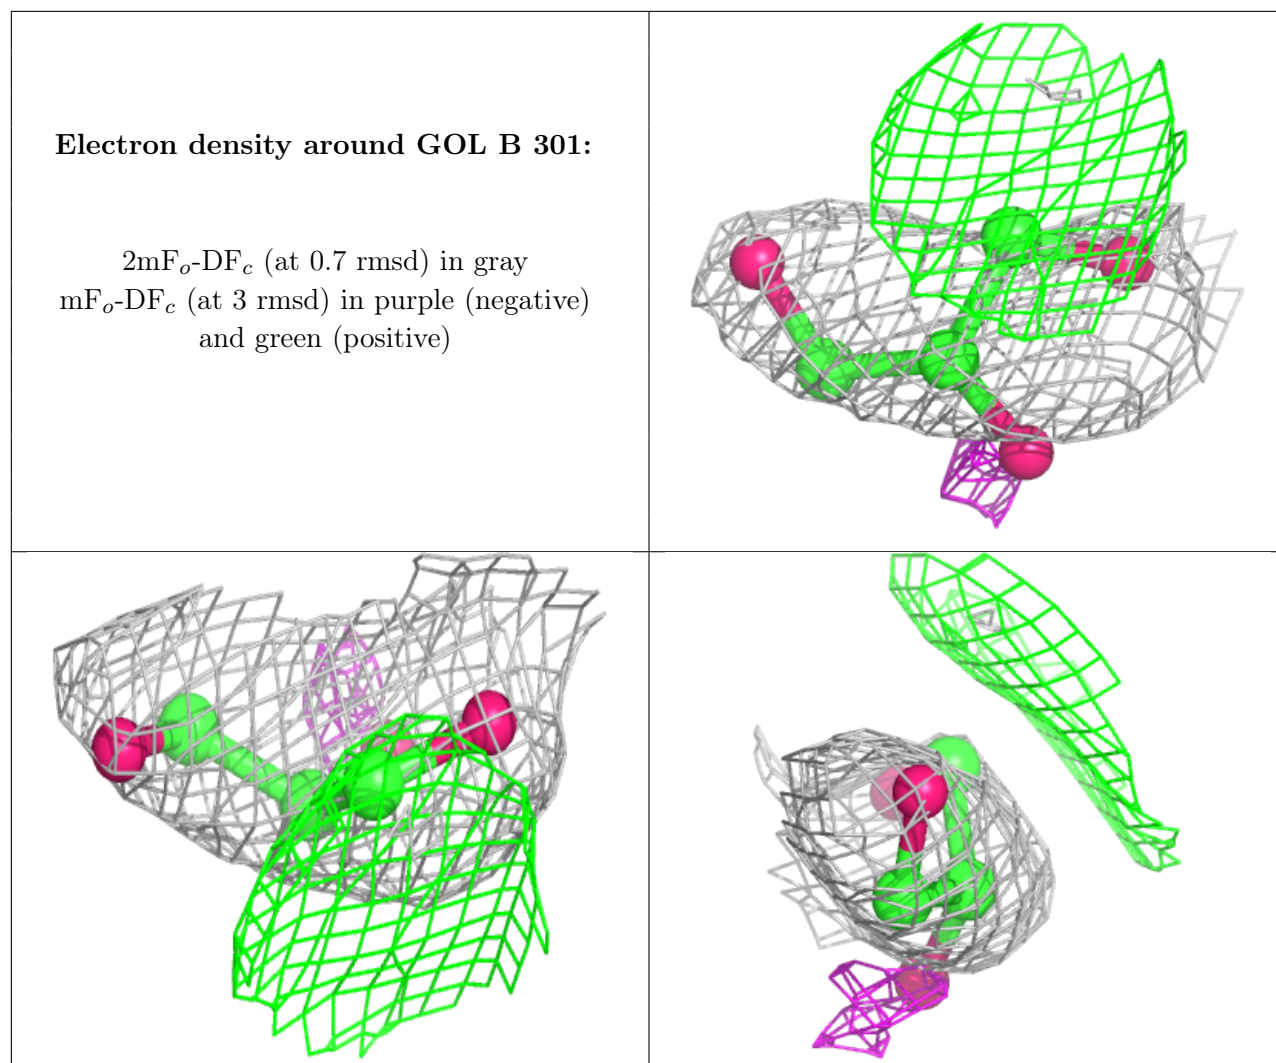 Electron density around GOL B 301:
2mFo-DFc (at 0.7 rmsd) in gray
mFo-DFc (at 3 rmsd) in purple (negative)
and green (positive)